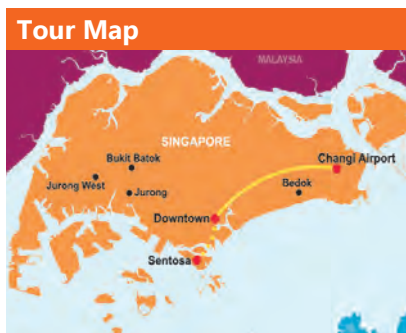 Tour Map
MALAYSIA
SINGAPORE
Bukit Batok
Changi Airport
Jurong West
Jurong
Bedok
Downtown
Sentosa